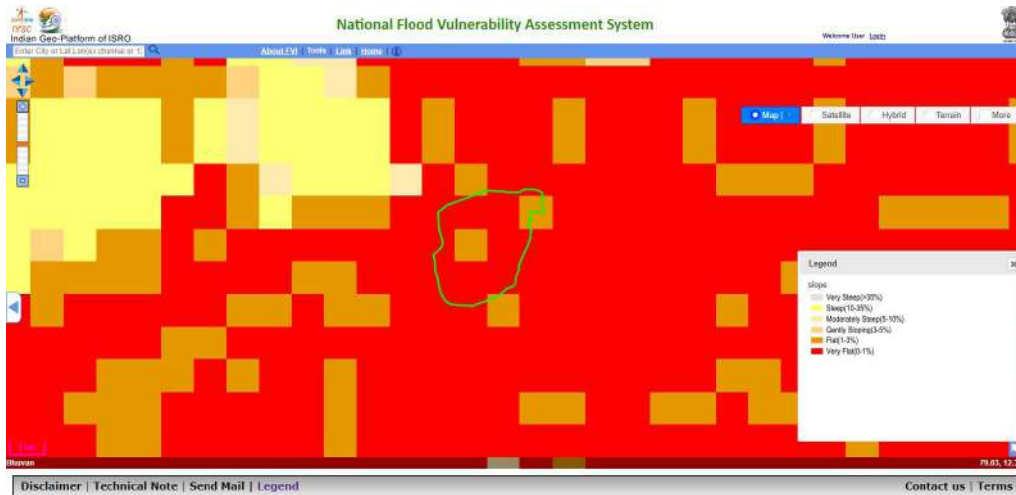 National Flood Vulnerability Assessment System
nrsc
Indian Geo-Platform of ISRO
Welcome User Login
About FVI | Tools | Link | Home |
Map | Satellite Hybrid Terrain More
Legend
slope
Very Steep(>35%)
Steep(10-35%)
Moderately Steep(5-10%)
Gently Sloping(3-5%)
Flat(1-3%)
Very Flat(0-1%)
Bhuvan
Disclaimer | Technical Note | Send Mail | Legend
Contact us | Terms